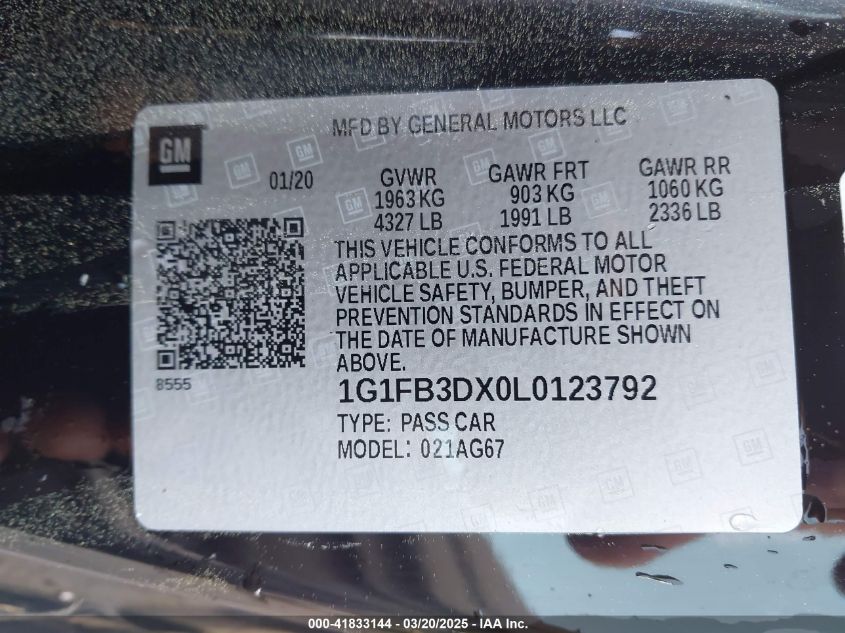 MFD BY GENERAL MOTORS LLC
GM
01/20
GVWR
1963 KG
4327 LB
GAWR FRT
903 KG
1991 LB
GAWR RR
1060 KG
2336 LB
THIS VEHICLE CONFORMS TO ALL
APPLICABLE U.S. FEDERAL MOTOR
VEHICLE SAFETY, BUMPER, AND THEFT
PREVENTION STANDARDS IN EFFECT ON
THE DATE OF MANUFACTURE SHOWN
ABOVE.
8555
1G1FB3DX0L0123792
TYPE: PASS CAR
MODEL: 021AG67
000-41833144 - 03/20/2025 - IAA Inc.